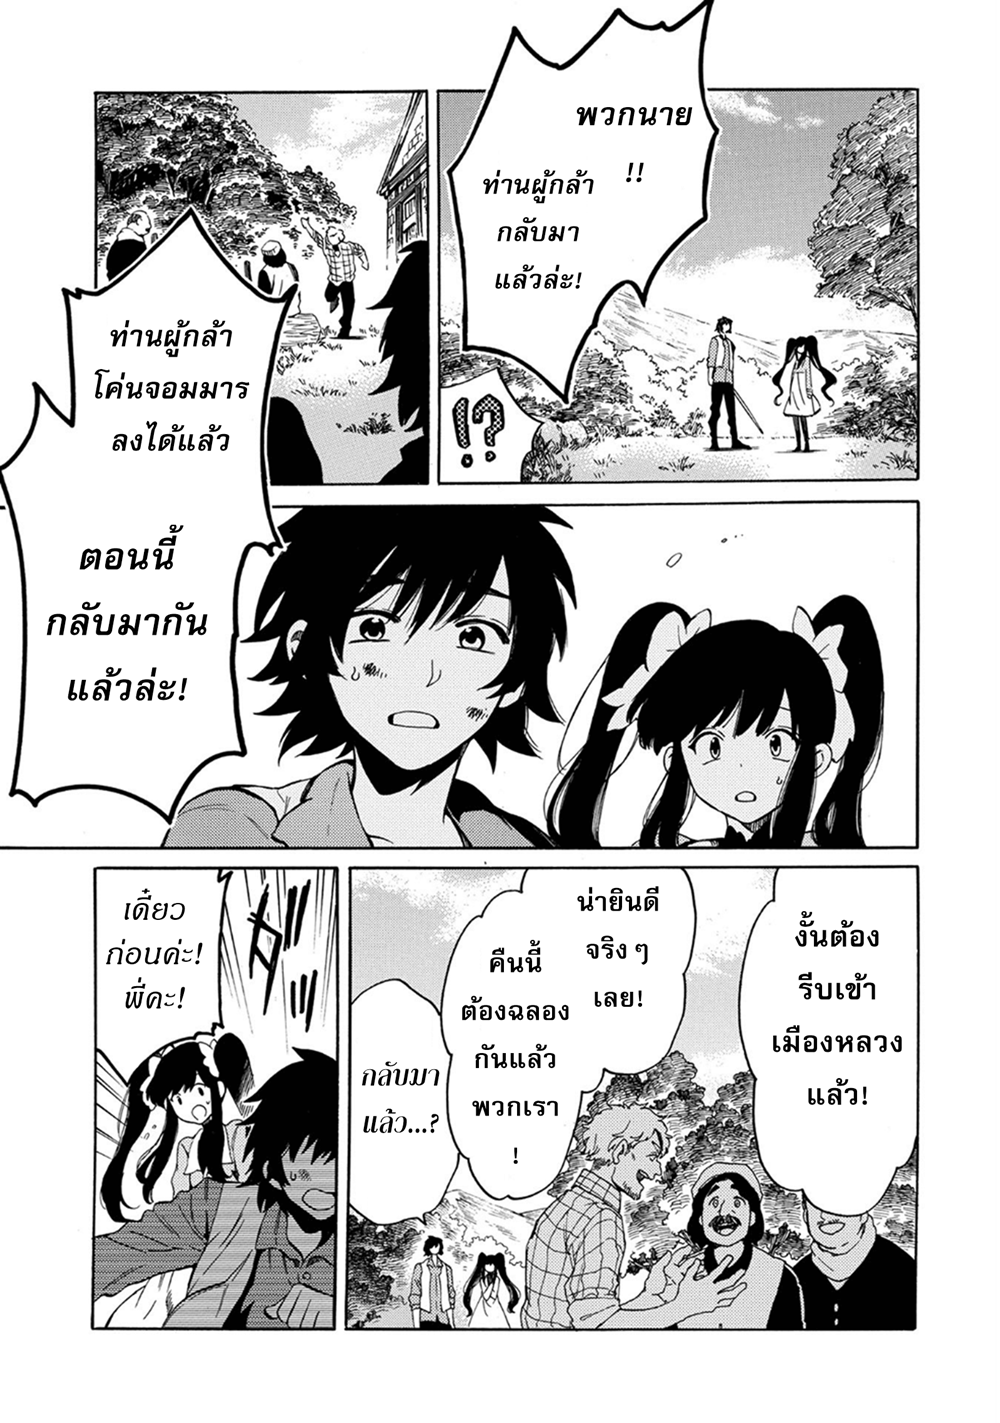 พวกนาย
!!
ท่านผู้กล้า
กลับมา
แล้วล่ะ!
!?
ท่านผู้กล้า
โค่นจอมมาร
ลงได้แล้ว
ตอนนี้
กลับมากัน
แล้วล่ะ!
งั้นต้อง
รีบเข้า
เมืองหลวง
แล้ว!
น่ายินดี
จริงๆ
เลย!
คืนนี้
ต้องฉลอง
กันแล้ว
พวกเรา
!
กลับมา
แล้ว...?
เดี๋ยว
ก่อนค่ะ!
พี่คะ!